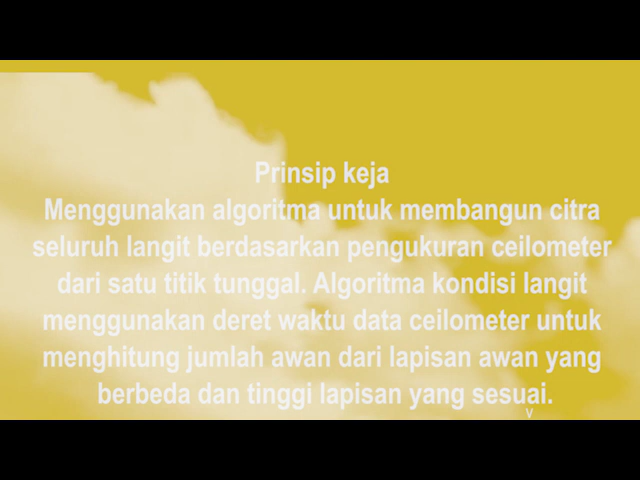 Prinsip keja
Menggunakan algoritma untuk membangun citra
seluruh langit berdasarkan pengukuran ceilometer
dari satu titik tunggal. Algoritma kondisi langit
menggunakan deret waktu data ceilometer untuk
menghitung jumlah awan dari lapisan awan yang
berbeda dan tinggi lapisan yang sesuai.
V